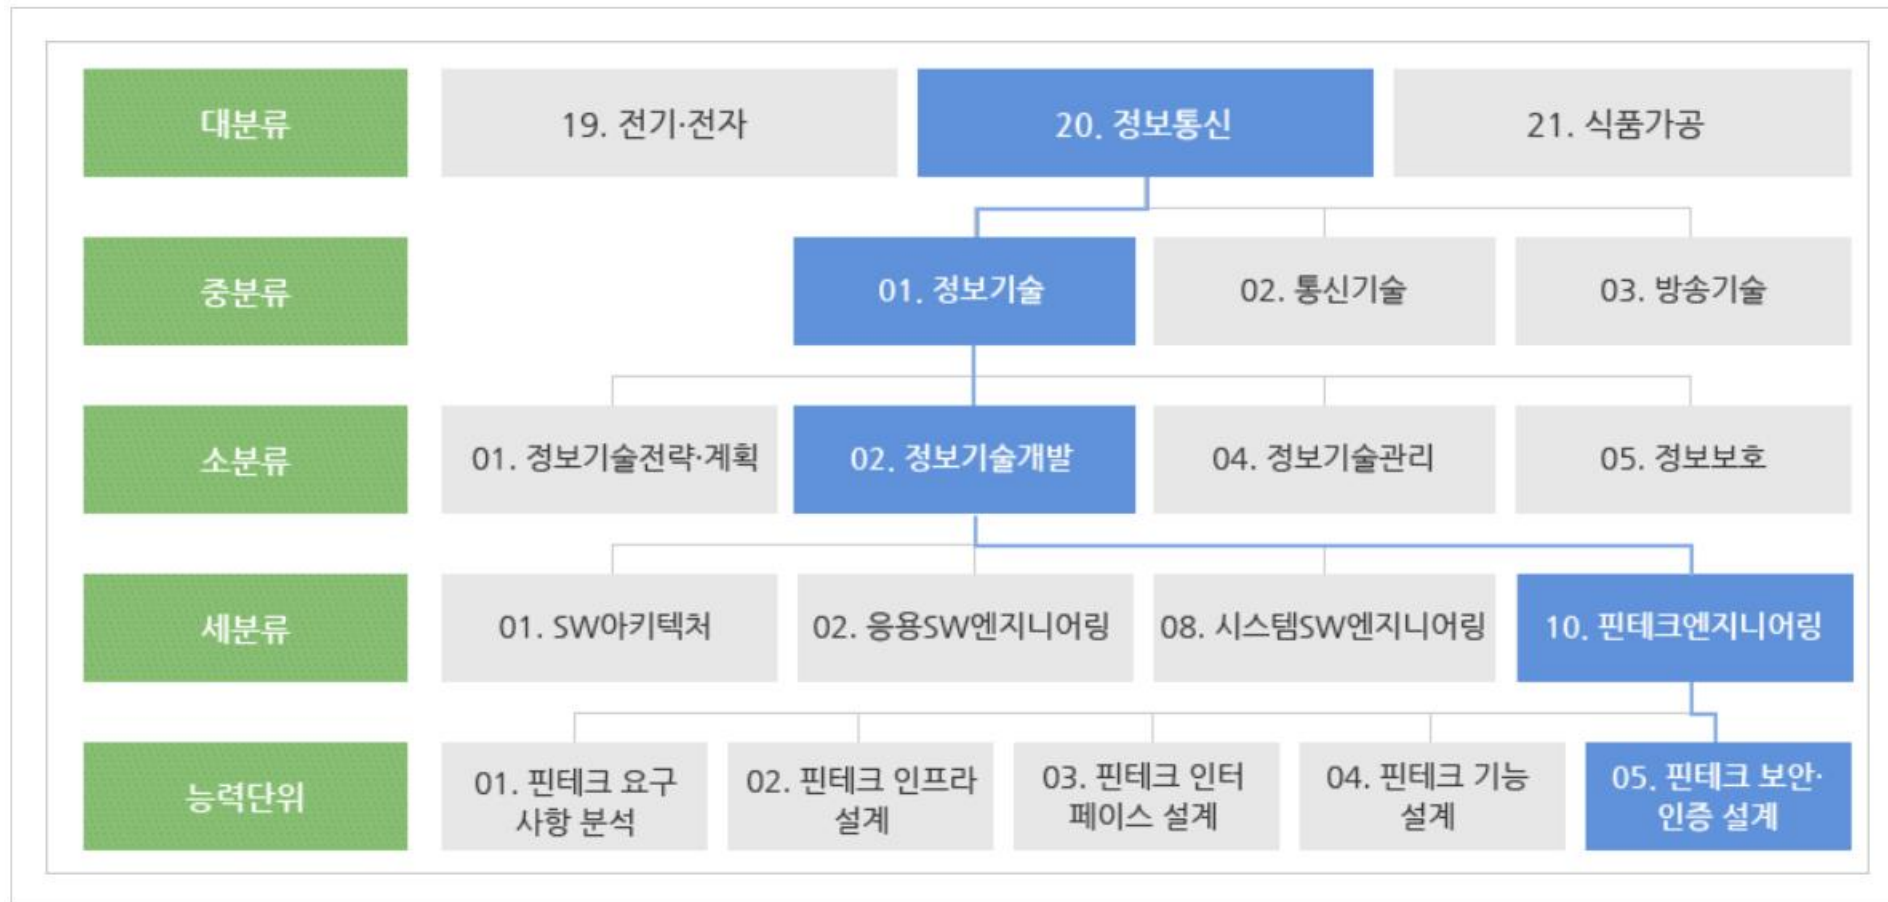 대분류
19. 전기·전자
20. 정보통신
21. 식품가공
중분류
01. 정보기술
02. 통신기술
03. 방송기술
소분류
01. 정보기술전략·계획
02. 정보기술개발
04. 정보기술관리
05. 정보보호
세분류
01. SW아키텍처
02. 응용SW엔지니어링
08. 시스템SW엔지니어링
10. 핀테크엔지니어링
능력단위
01. 핀테크 요구
사항 분석
02. 핀테크 인프라
설계
03. 핀테크 인터
페이스 설계
04. 핀테크 기능
설계
05. 핀테크 보안·
인증 설계